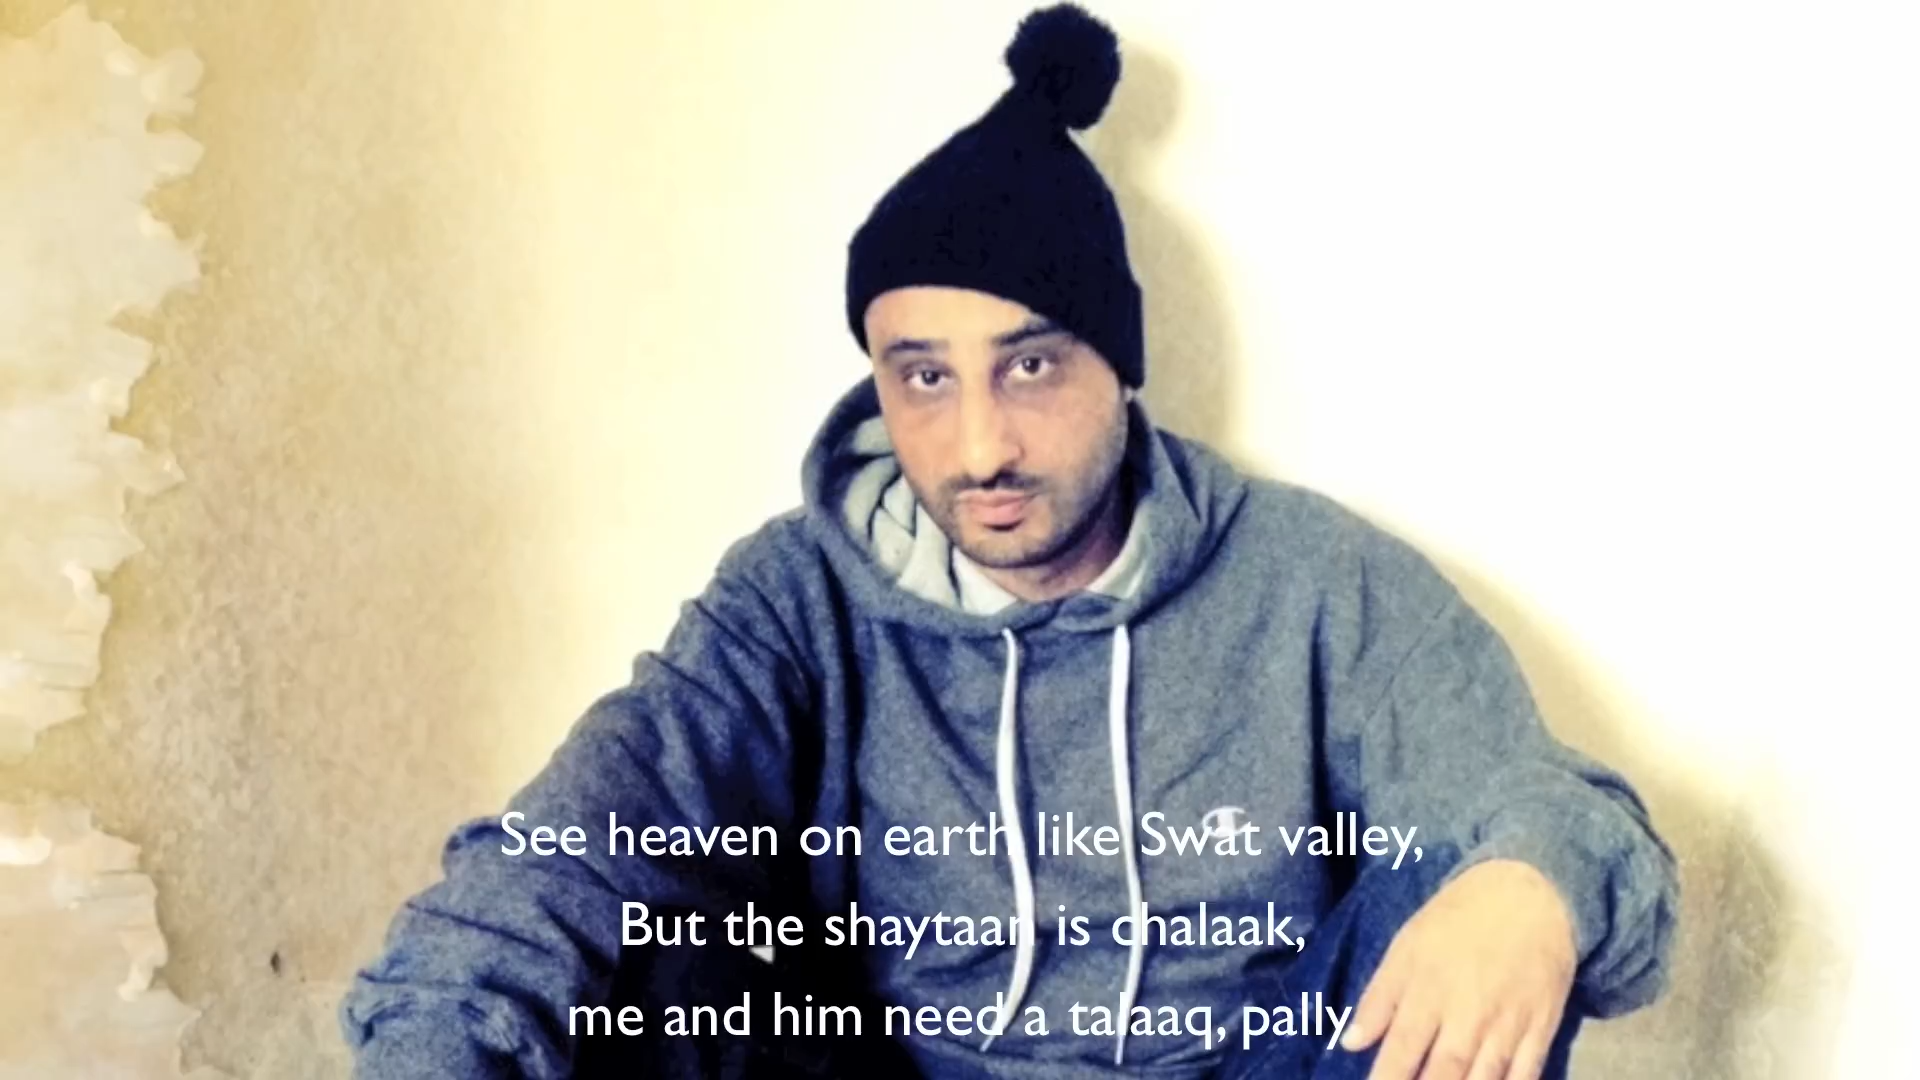 See heaven on earth like Swat valley,
But the shaytaan is chalaak,
me and him need a talaaq, pally.